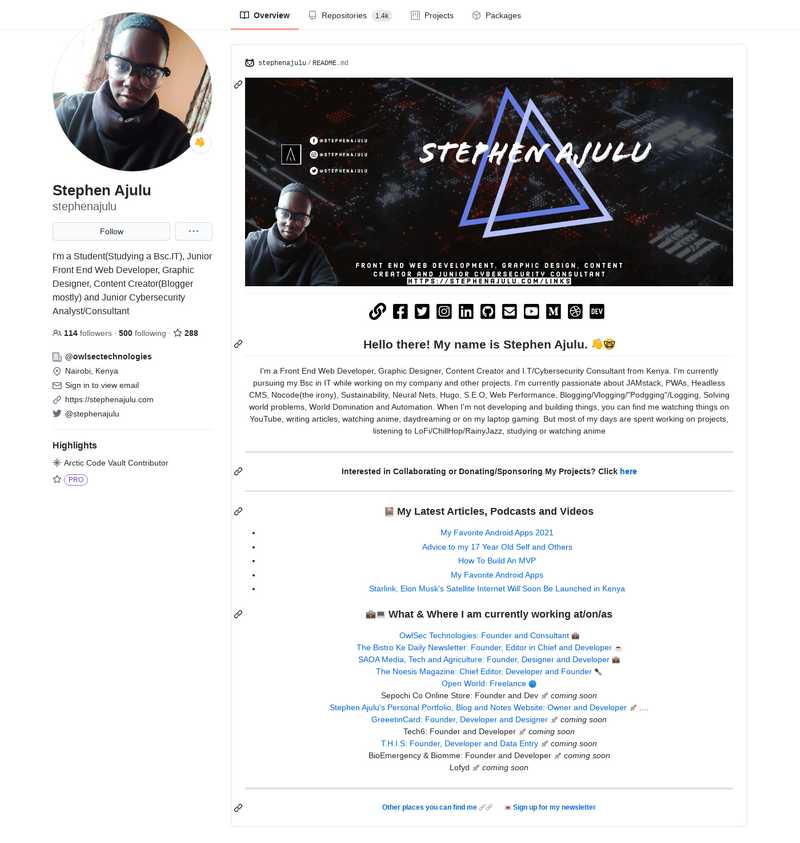 Overview
Repositories 1.4k
Projects
Packages
Stephen Ajulu
stephenajulu
Follow
...
I'm a Student(Studying a Bsc.IT), Junior
Front End Web Developer, Graphic
Designer, Content Creator(Blogger
mostly) and Junior Cybersecurity
Analyst/Consultant
114 followers · 500 following · 288
@owlsectechnologies
Nairobi, Kenya
Sign in to view email
https://stephenajulu.com
@stephenajulu
Highlights
Arctic Code Vault Contributor
PRO
stephenajulu/README.md
@STEPHENAJULU
@STEPHENAJULU
@STEPHENAJULU
STEPHEN AJULU
FRONT END WEB DEVELOPMENT, GRAPHIC DESIGN, CONTENT
CREATOR AND JUNIOR CYBERSECURITY CONSULTANT
HTTPS://STEPHENAJULU.COM/LINKS
DEV
Hello there! My name is Stephen Ajulu. 👋🤓
I'm a Front End Web Developer, Graphic Designer, Content Creator and I.T/Cybersecurity Consultant from Kenya. I'm currently
pursuing my Bsc in IT while working on my company and other projects. I'm currently passionate about JAMstack, PWAs, Headless
CMS, Nocode(the irony), Sustainability, Neural Nets, Hugo, S.E.O, Web Performance, Blogging/Vlogging/"Podgging"/Logging, Solving
world problems, World Domination and Automation. When I'm not developing and building things, you can find me watching things on
YouTube, writing articles, watching anime, daydreaming or on my laptop gaming. But most of my days are spent working on projects,
listening to LoFi/ChillHop/RainyJazz, studying or watching anime
Interested in Collaborating or Donating/Sponsoring My Projects? Click here
My Latest Articles, Podcasts and Videos
My Favorite Android Apps 2021
Advice to my 17 Year Old Self and Others
How To Build An MVP
My Favorite Android Apps
Starlink, Elon Musk's Satellite Internet Will Soon Be Launched in Kenya
💼💻 What & Where I am currently working at/on/as
OwlSec Technologies: Founder and Consultant 💼
The Bistro Ke Daily Newsletter: Founder, Editor in Chief and Developer ☕
SAOA Media, Tech and Agriculture: Founder, Designer and Developer 💼
The Noesis Magazine: Chief Editor, Developer and Founder ✒
Open World: Freelance 🌐
Sepochi Co Online Store: Founder and Dev 🚀 coming soon
Stephen Ajulu's Personal Portfolio, Blog and Notes Website: Owner and Developer 🚀 ....
GreeetinCard: Founder, Developer and Designer 🚀 coming soon
Tech6: Founder and Developer 🚀 coming soon
T.H.I.S: Founder, Developer and Data Entry 🚀 coming soon
BioEmergency & Biomme: Founder and Developer 🚀 coming soon
Lofyd 🚀 coming soon
Other places you can find me 🔗🔗 💌 Sign up for my newsletter